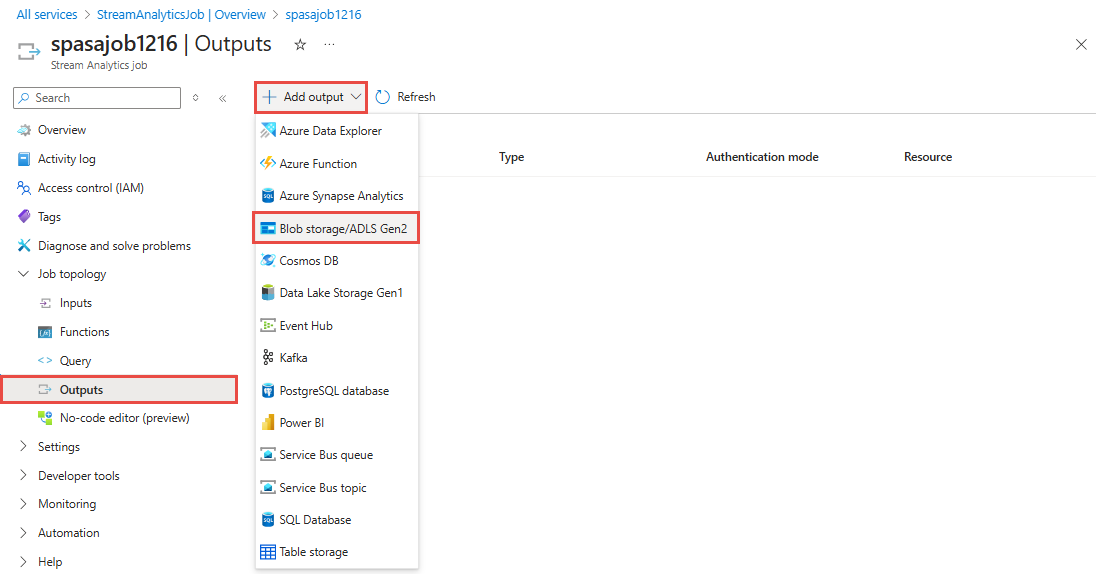 All services > StreamAnalyticsJob | Overview > spasajob1216
spasajob1216 | Outputs
Stream Analytics job
Search
Add output
Refresh
Overview
Activity log
Access control (IAM)
Tags
Diagnose and solve problems
Job topology
Inputs
Functions
Query
Outputs
No-code editor (preview)
Settings
Developer tools
Monitoring
Automation
Help
Azure Data Explorer
Azure Function
Azure Synapse Analytics
Blob storage/ADLS Gen2
Cosmos DB
Data Lake Storage Gen1
Event Hub
Kafka
PostgreSQL database
Power BI
Service Bus queue
Service Bus topic
SQL Database
Table storage
Type Authentication mode Resource